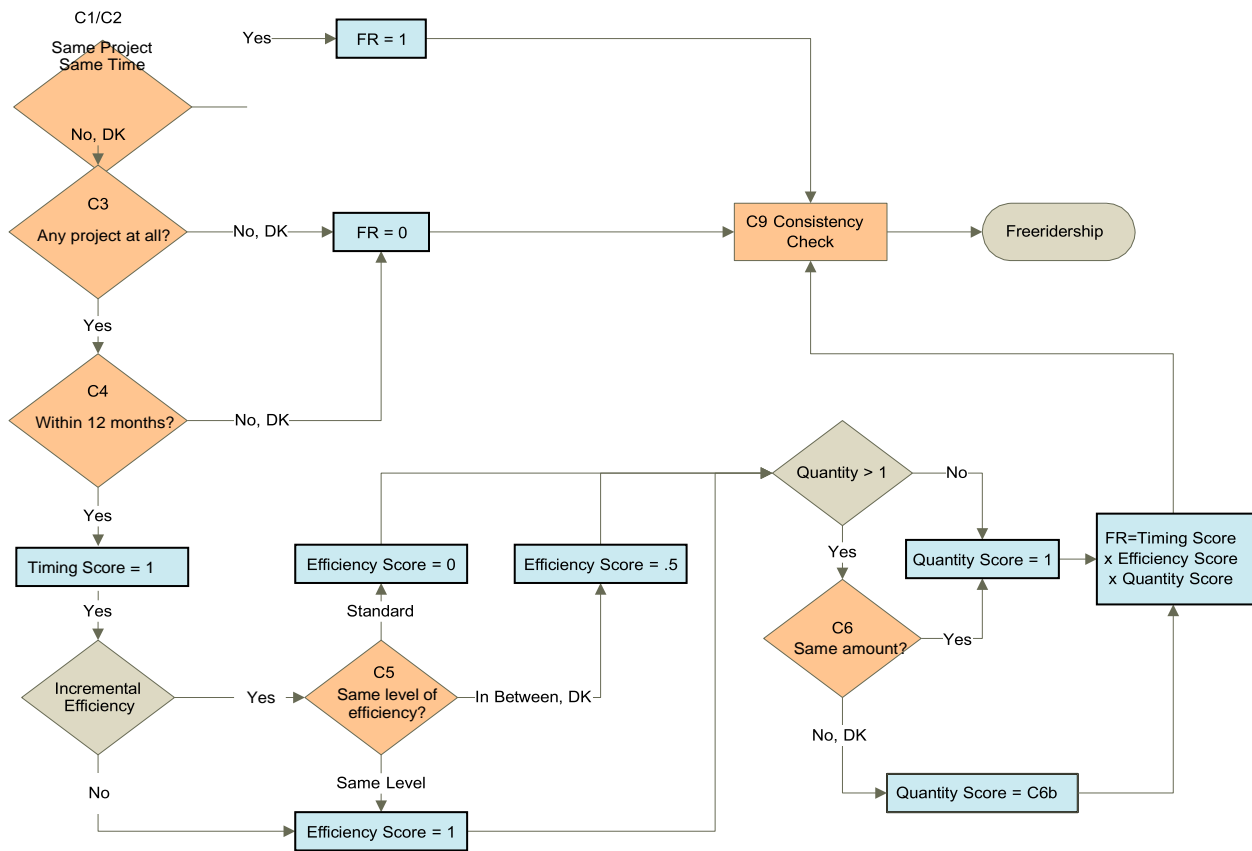 C1/C2
Same Project
Same Time
Yes
FR = 1
No, DK
C3
Any project at all?
No, DK
FR = 0
C9 Consistency
Check
Freeridership
Yes
C4
Within 12 months?
No, DK
Yes
Timing Score = 1
Yes
Incremental
Efficiency
Yes
No
C5
Same level of
efficiency?
Standard
Efficiency Score = 0
In Between, DK
Efficiency Score = .5
Same Level
Efficiency Score = 1
Quantity > 1
No
Yes
Quantity Score = 1
C6
Same amount?
Yes
No, DK
Quantity Score = C6b
FR=Timing Score
x Efficiency Score
x Quantity Score